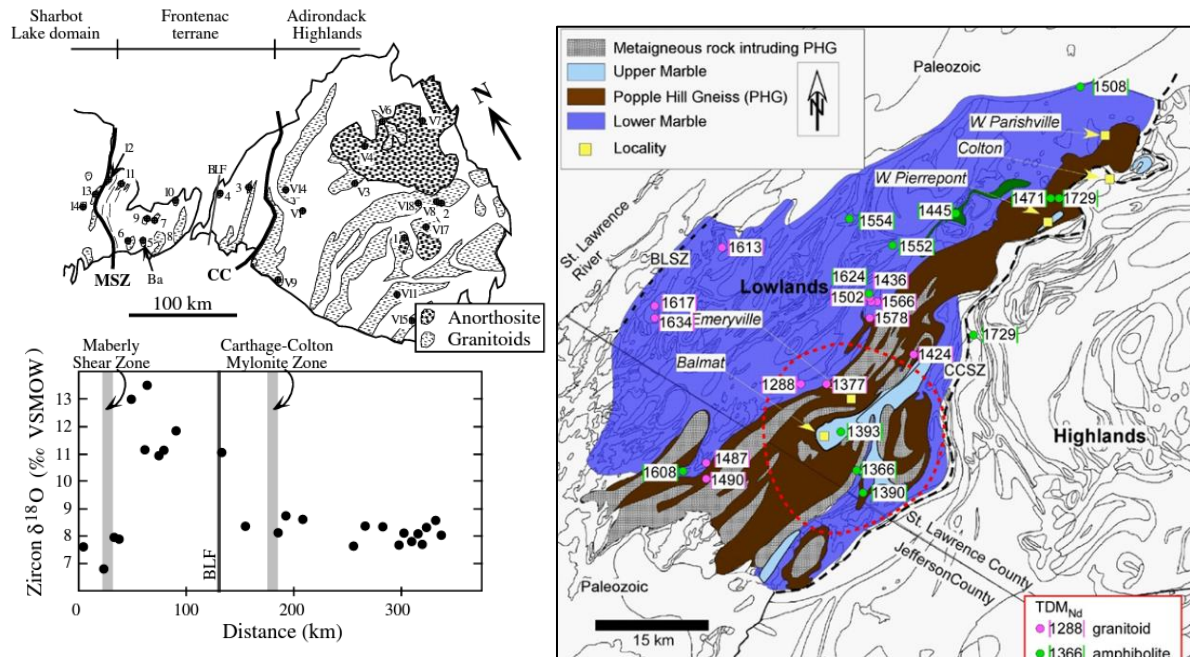 Sharbot Lake domain
Frontenac terrane
Adirondack Highlands
N
V6
V7
V4
V3
V14
V1
V18
V8
2
V17
1
V11
V15
V9
I2
I1
I3
I4
I0
BLF
3
4
9
7
6
5
8
MSZ
Ba
CC
100 km
Anorthosite
Granitoids
Maberly Shear Zone
Carthage-Colton Mylonite Zone
Zircon δ18O (‰ VSMOW)
13
12
11
10
9
8
7
BLF
0
100
200
300
Distance (km)
Metaigneous rock intruding PHG
Upper Marble
Popple Hill Gneiss (PHG)
Lower Marble
Locality
N
Paleozoic
1508
W. Parishville
Colton
W. Pierrepont
1471
1729
1445
1554
1552
St. Lawrence River
BLSZ
1613
Lowlands
1624
1436
1502
1566
1578
1617
1634
Emeryville
1729
Balmat
1424
CCSZ
1288
1377
1393
Highlands
1487
1608
1490
1366
1390
St. Lawrence County
Jefferson County
Paleozoic
15 km
TDMNd
1288 granitoid
1366 amphibolite